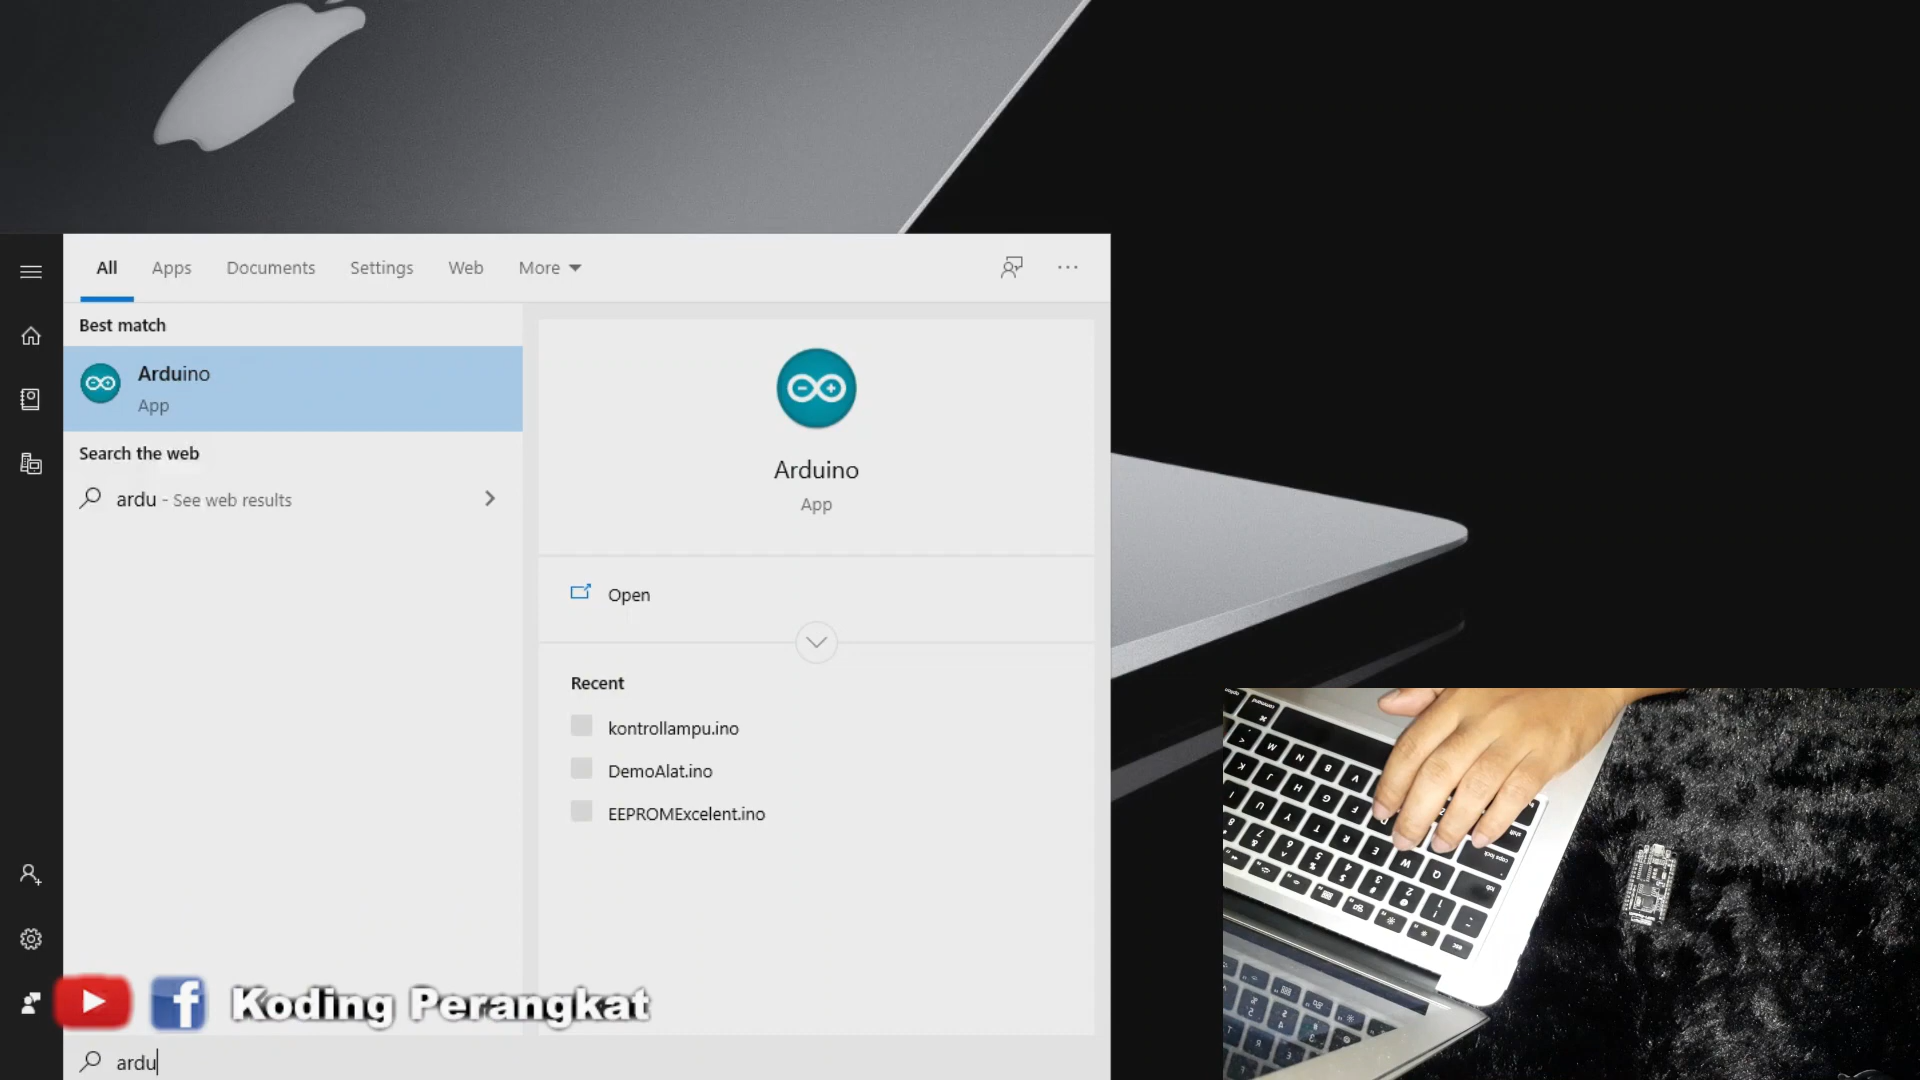 All Apps Documents Settings Web More
Best match
Arduino
App
Search the web
ardu - See web results
Arduino
App
Open
Recent
kontrollampu.ino
DemoAlat.ino
EEPROMExcelent.ino
Koding Perangkat
ardu